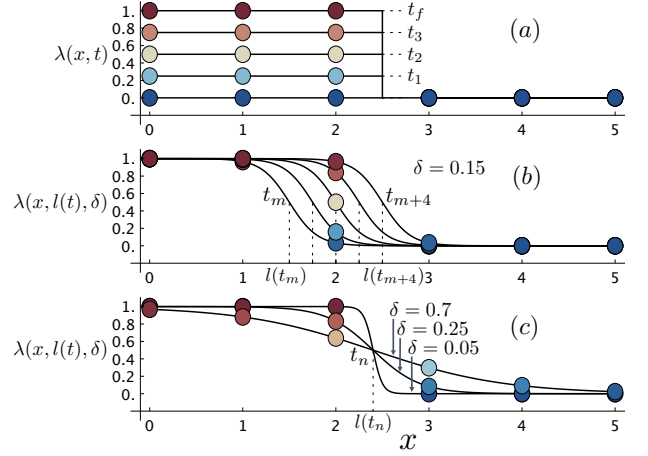 1.
0.8
0.6
0.4
0.2
0.
λ(x, t)
t_f
t_3
t_2
t_1
(a)
0 1 2 3 4 5
1.
0.8
0.6
0.4
0.2
0.
λ(x, l(t), δ)
δ = 0.15
(b)
t_m
t_{m+4}
0 1 2 3 4 5
l(t_m) l(t_{m+4})
1.
0.8
0.6
0.4
0.2
0.
λ(x, l(t), δ)
δ = 0.7
δ = 0.25
δ = 0.05
(c)
t_n
0 1 2 3 4 5
l(t_n)
x